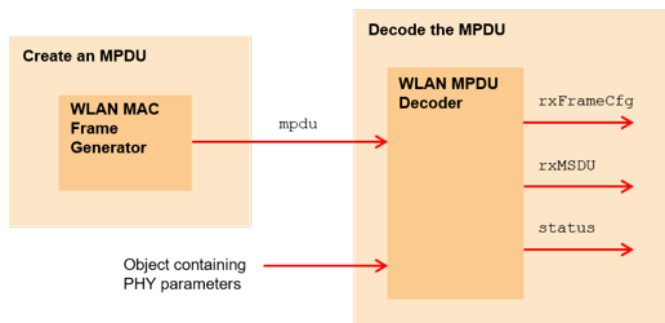 Create an MPDU
WLAN MAC
Frame
Generator
mpdu
Object containing
PHY parameters
Decode the MPDU
WLAN MPDU
Decoder
rxFrameCfg
rxMSDU
status